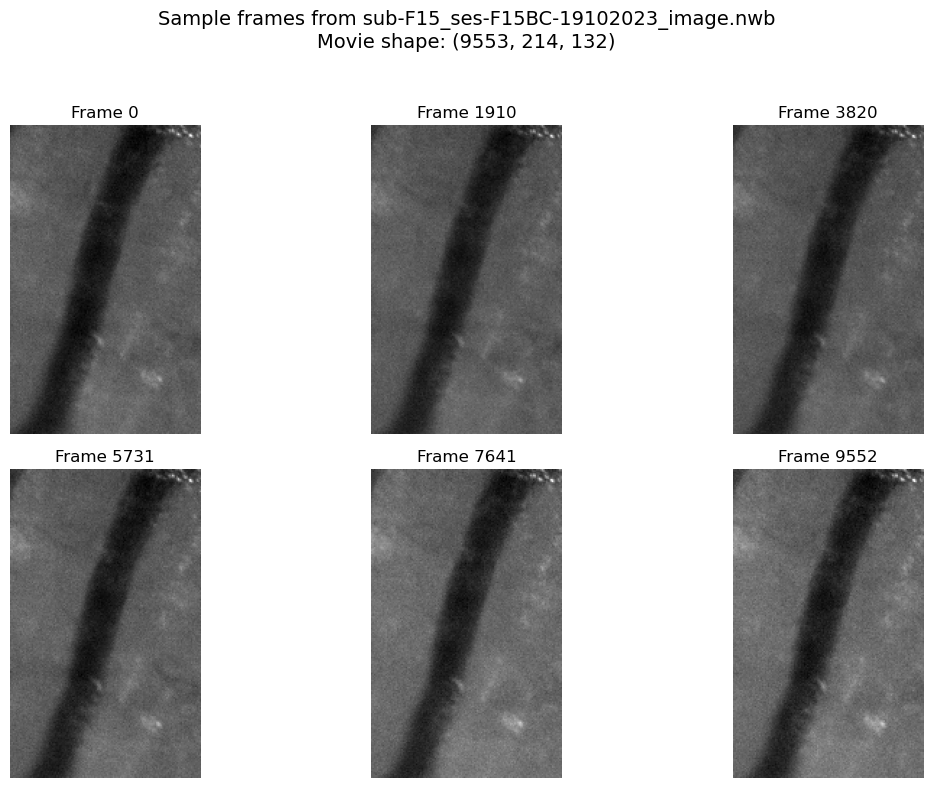 Sample frames from sub-F15_ses-F15BC-19102023_image.nwb
Movie shape: (9553, 214, 132)
Frame 0
Frame 1910
Frame 3820
Frame 5731
Frame 7641
Frame 9552